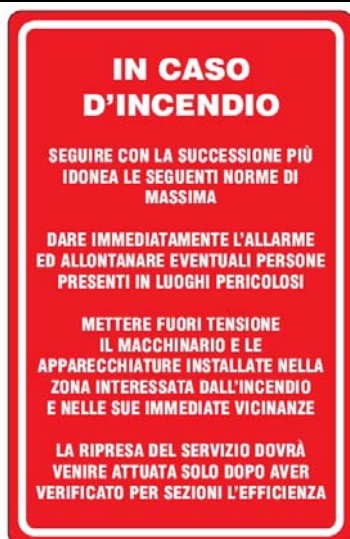 IN CASO
D'INCENDIO
SEGUIRE CON LA SUCCESSIONE PIÙ
IDONEA LE SEGUENTI NORME DI
MASSIMA
DARE IMMEDIATAMENTE L'ALLARME
ED ALLONTANARE EVENTUALI PERSONE
PRESENTI IN LUOGHI PERICOLOSI
METTERE FUORI TENSIONE
IL MACCHINARIO E LE
APPARECCHIATURE INSTALLATE NELLA
ZONA INTERESSATA DALL'INCENDIO
E NELLE SUE IMMEDIATE VICINANZE
LA RIPRESA DEL SERVIZIO DOVRÀ
VENIRE ATTUATA SOLO DOPO AVER
VERIFICATO PER SEZIONI L'EFFICIENZA